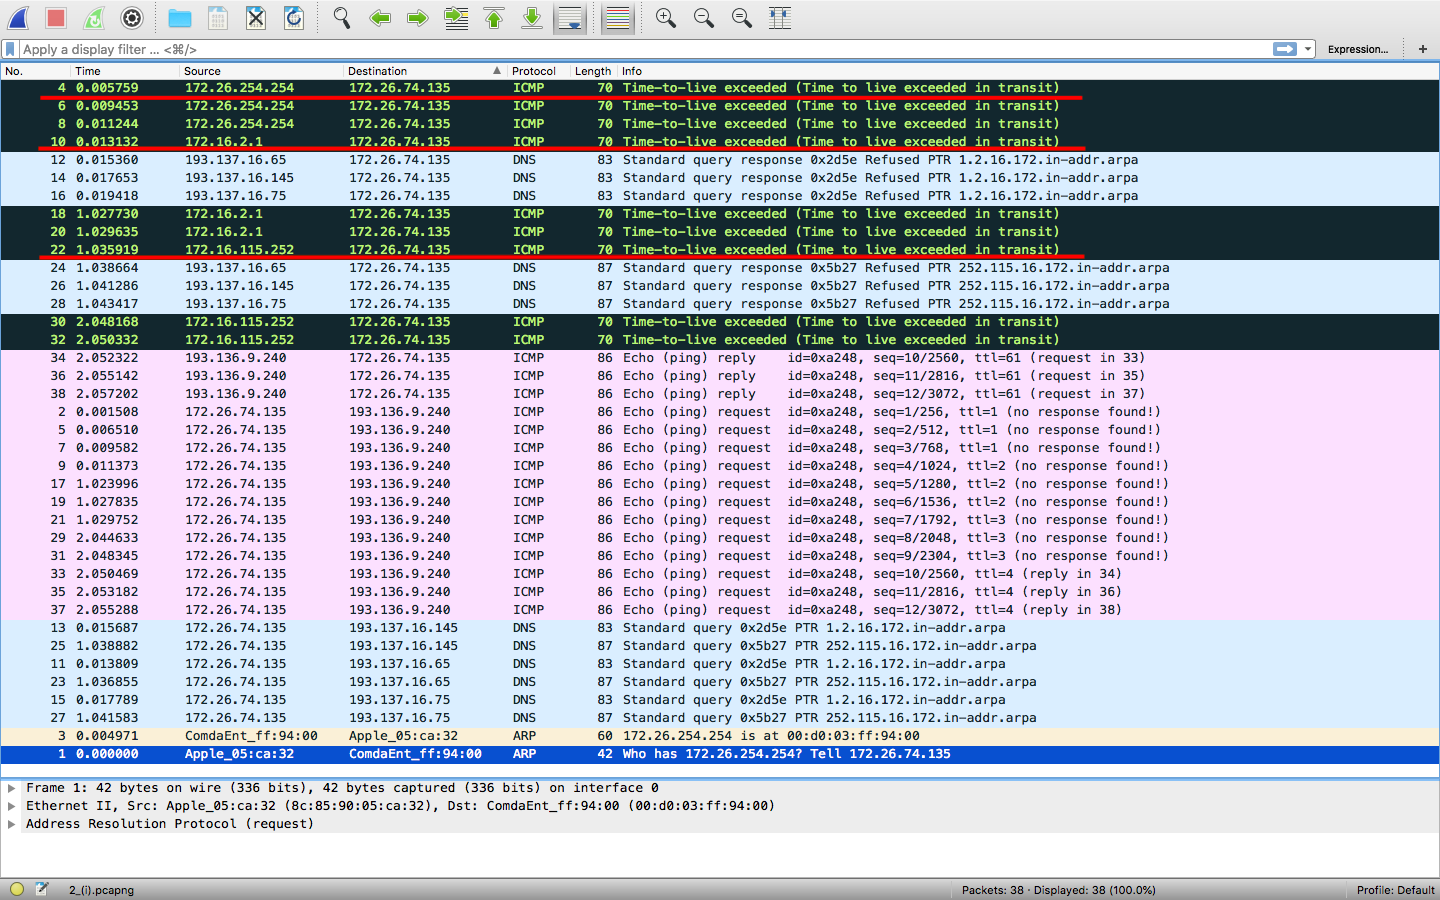 Apply a display filter ... <⌘/>
Expression...
+
No. Time Source Destination Protocol Length Info
4 0.005759 172.26.254.254 172.26.74.135 ICMP 70 Time-to-live exceeded (Time to live exceeded in transit)
6 0.009453 172.26.254.254 172.26.74.135 ICMP 70 Time-to-live exceeded (Time to live exceeded in transit)
8 0.011244 172.26.254.254 172.26.74.135 ICMP 70 Time-to-live exceeded (Time to live exceeded in transit)
10 0.013132 172.16.2.1 172.26.74.135 ICMP 70 Time-to-live exceeded (Time to live exceeded in transit)
12 0.015360 193.137.16.65 172.26.74.135 DNS 83 Standard query response 0x2d5e Refused PTR 1.2.16.172.in-addr.arpa
14 0.017653 193.137.16.145 172.26.74.135 DNS 83 Standard query response 0x2d5e Refused PTR 1.2.16.172.in-addr.arpa
16 0.019418 193.137.16.75 172.26.74.135 DNS 83 Standard query response 0x2d5e Refused PTR 1.2.16.172.in-addr.arpa
18 1.027730 172.16.2.1 172.26.74.135 ICMP 70 Time-to-live exceeded (Time to live exceeded in transit)
20 1.029635 172.16.2.1 172.26.74.135 ICMP 70 Time-to-live exceeded (Time to live exceeded in transit)
22 1.035919 172.16.115.252 172.26.74.135 ICMP 70 Time-to-live exceeded (Time to live exceeded in transit)
24 1.038664 193.137.16.65 172.26.74.135 DNS 87 Standard query response 0x5b27 Refused PTR 252.115.16.172.in-addr.arpa
26 1.041286 193.137.16.145 172.26.74.135 DNS 87 Standard query response 0x5b27 Refused PTR 252.115.16.172.in-addr.arpa
28 1.043417 193.137.16.75 172.26.74.135 DNS 87 Standard query response 0x5b27 Refused PTR 252.115.16.172.in-addr.arpa
30 2.048168 172.16.115.252 172.26.74.135 ICMP 70 Time-to-live exceeded (Time to live exceeded in transit)
32 2.050332 172.16.115.252 172.26.74.135 ICMP 70 Time-to-live exceeded (Time to live exceeded in transit)
34 2.052322 193.136.9.240 172.26.74.135 ICMP 86 Echo (ping) reply id=0xa248, seq=10/2560, ttl=61 (request in 33)
36 2.055142 193.136.9.240 172.26.74.135 ICMP 86 Echo (ping) reply id=0xa248, seq=11/2816, ttl=61 (request in 35)
38 2.057202 193.136.9.240 172.26.74.135 ICMP 86 Echo (ping) reply id=0xa248, seq=12/3072, ttl=61 (request in 37)
2 0.001508 172.26.74.135 193.136.9.240 ICMP 86 Echo (ping) request id=0xa248, seq=1/256, ttl=1 (no response found!)
5 0.006510 172.26.74.135 193.136.9.240 ICMP 86 Echo (ping) request id=0xa248, seq=2/512, ttl=1 (no response found!)
7 0.009582 172.26.74.135 193.136.9.240 ICMP 86 Echo (ping) request id=0xa248, seq=3/768, ttl=1 (no response found!)
9 0.011373 172.26.74.135 193.136.9.240 ICMP 86 Echo (ping) request id=0xa248, seq=4/1024, ttl=2 (no response found!)
17 1.023996 172.26.74.135 193.136.9.240 ICMP 86 Echo (ping) request id=0xa248, seq=5/1280, ttl=2 (no response found!)
19 1.027835 172.26.74.135 193.136.9.240 ICMP 86 Echo (ping) request id=0xa248, seq=6/1536, ttl=2 (no response found!)
21 1.029752 172.26.74.135 193.136.9.240 ICMP 86 Echo (ping) request id=0xa248, seq=7/1792, ttl=3 (no response found!)
29 2.044633 172.26.74.135 193.136.9.240 ICMP 86 Echo (ping) request id=0xa248, seq=8/2048, ttl=3 (no response found!)
31 2.048345 172.26.74.135 193.136.9.240 ICMP 86 Echo (ping) request id=0xa248, seq=9/2304, ttl=3 (no response found!)
33 2.050469 172.26.74.135 193.136.9.240 ICMP 86 Echo (ping) request id=0xa248, seq=10/2560, ttl=4 (reply in 34)
35 2.053182 172.26.74.135 193.136.9.240 ICMP 86 Echo (ping) request id=0xa248, seq=11/2816, ttl=4 (reply in 36)
37 2.055288 172.26.74.135 193.136.9.240 ICMP 86 Echo (ping) request id=0xa248, seq=12/3072, ttl=4 (reply in 38)
13 0.015687 172.26.74.135 193.137.16.145 DNS 83 Standard query 0x2d5e PTR 1.2.16.172.in-addr.arpa
25 1.038882 172.26.74.135 193.137.16.145 DNS 87 Standard query 0x5b27 PTR 252.115.16.172.in-addr.arpa
11 0.013809 172.26.74.135 193.137.16.65 DNS 83 Standard query 0x2d5e PTR 1.2.16.172.in-addr.arpa
23 1.036855 172.26.74.135 193.137.16.65 DNS 87 Standard query 0x5b27 PTR 252.115.16.172.in-addr.arpa
15 0.017789 172.26.74.135 193.137.16.75 DNS 83 Standard query 0x2d5e PTR 1.2.16.172.in-addr.arpa
27 1.041583 172.26.74.135 193.137.16.75 DNS 87 Standard query 0x5b27 PTR 252.115.16.172.in-addr.arpa
3 0.004971 ComdaEnt_ff:94:00 Apple_05:ca:32 ARP 60 172.26.254.254 is at 00:d0:03:ff:94:00
1 0.000000 Apple_05:ca:32 ComdaEnt_ff:94:00 ARP 42 Who has 172.26.254.254? Tell 172.26.74.135
Frame 1: 42 bytes on wire (336 bits), 42 bytes captured (336 bits) on interface 0
Ethernet II, Src: Apple_05:ca:32 (8c:85:90:05:ca:32), Dst: ComdaEnt_ff:94:00 (00:d0:03:ff:94:00)
Address Resolution Protocol (request)
2_(i).pcapng
Packets: 38 · Displayed: 38 (100.0%)
Profile: Default